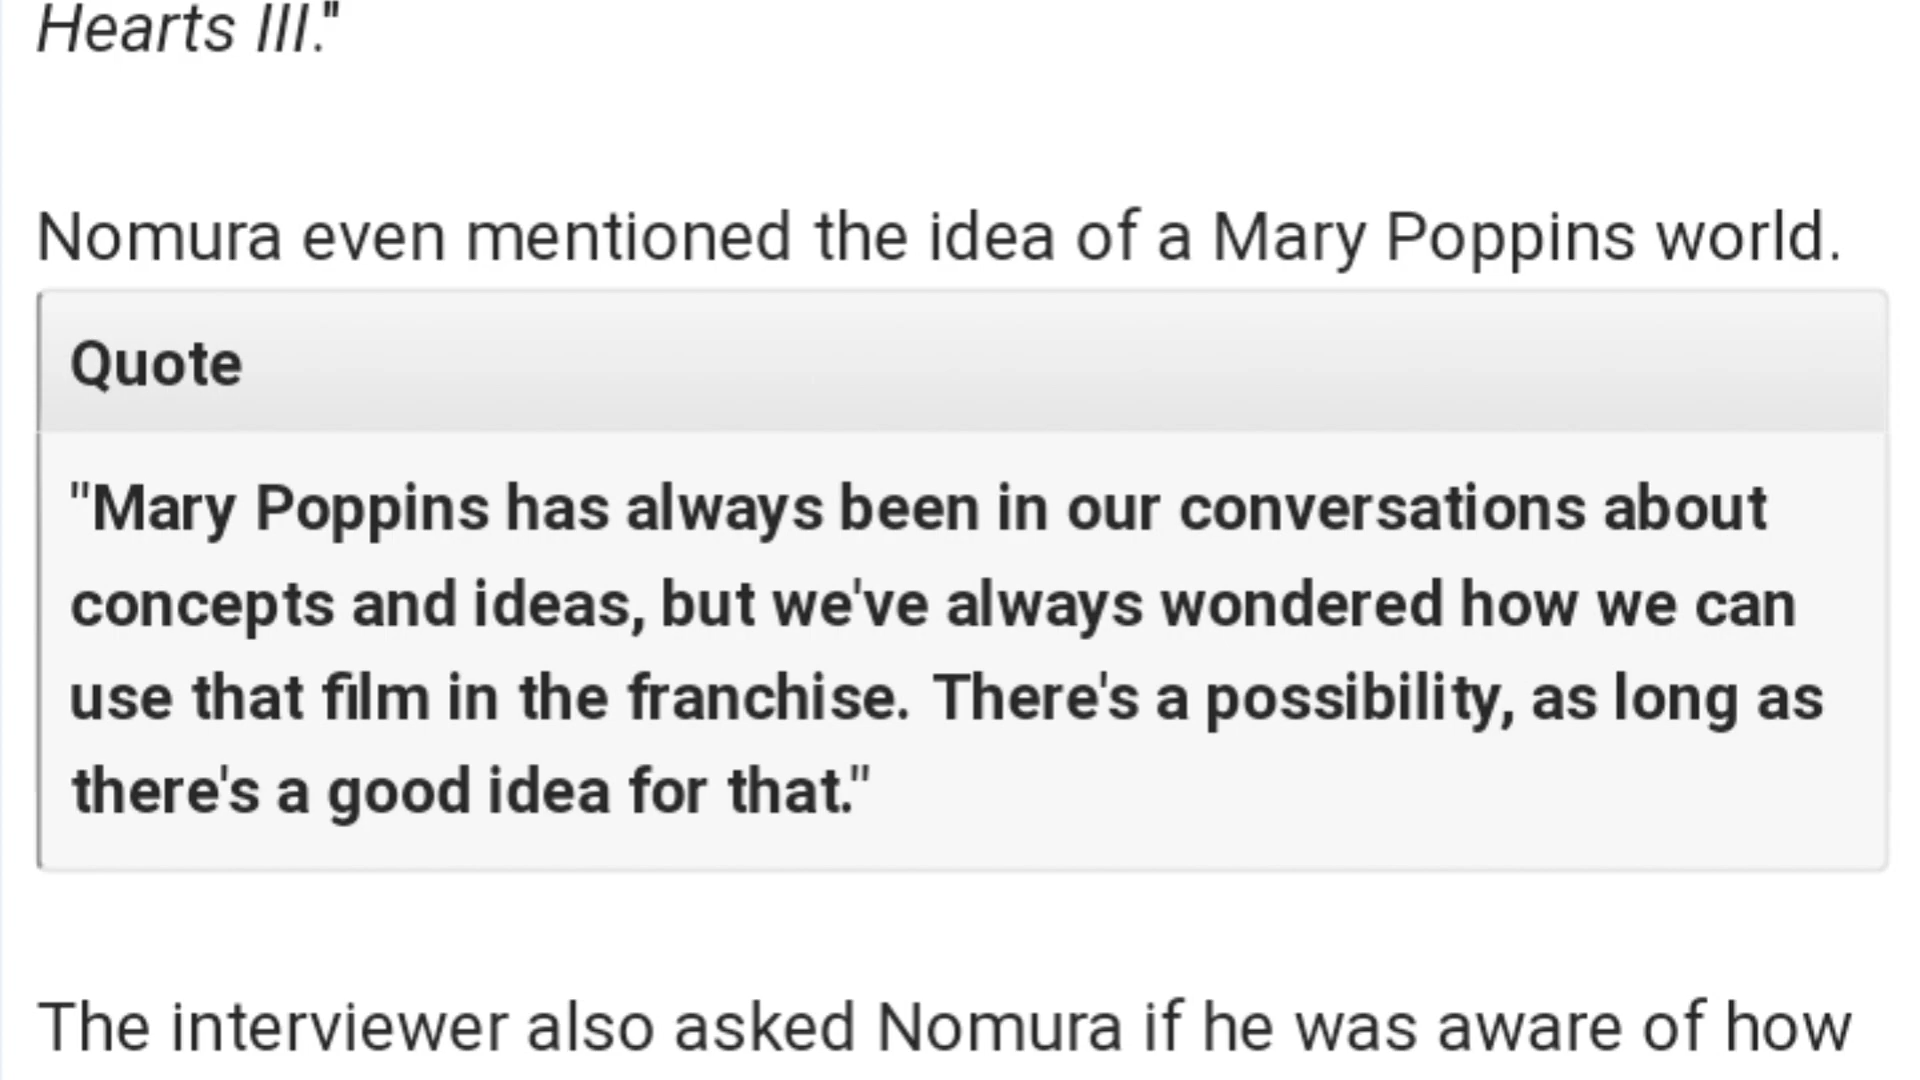 Hearts III."
Nomura even mentioned the idea of a Mary Poppins world.
Quote
"Mary Poppins has always been in our conversations about
concepts and ideas, but we've always wondered how we can
use that film in the franchise. There's a possibility, as long as
there's a good idea for that."
The interviewer also asked Nomura if he was aware of how